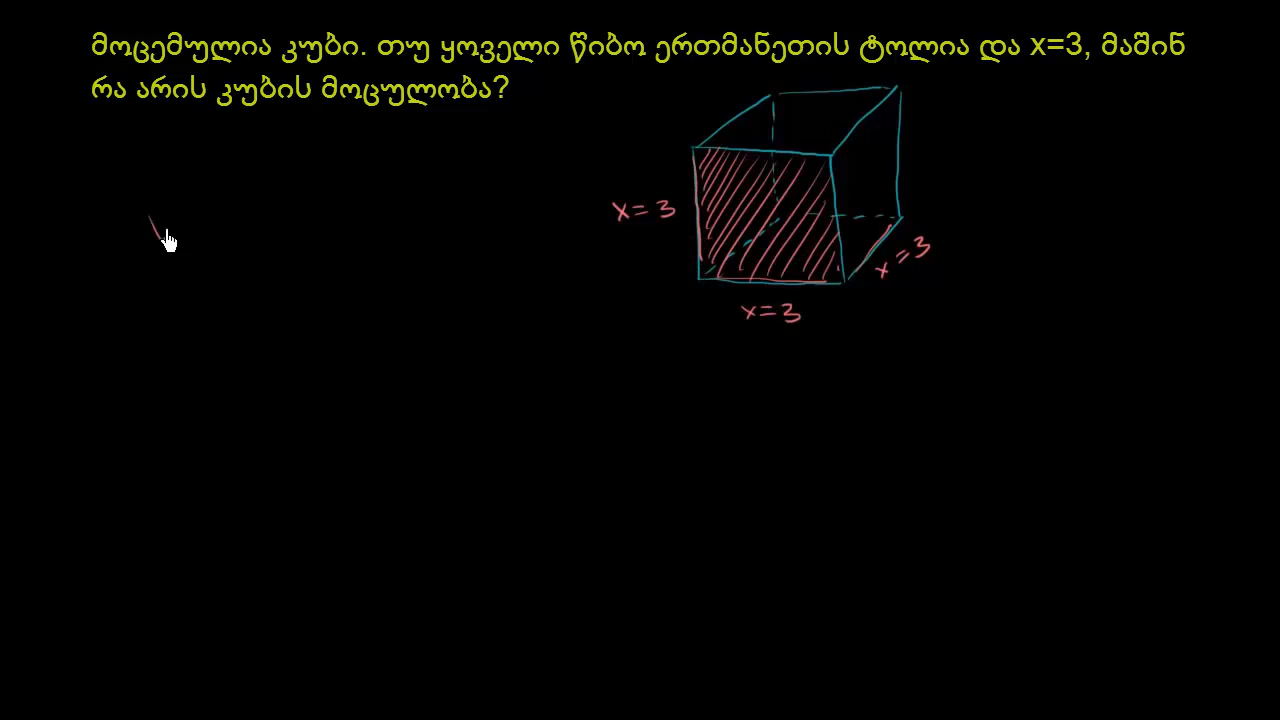 მოცემულია კუბი. თუ ყოველი წიბო ერთმანეთის ტოლია და x=3, მაშინ
რა არის კუბის მოცულობა?
x=3
x=3
x=3